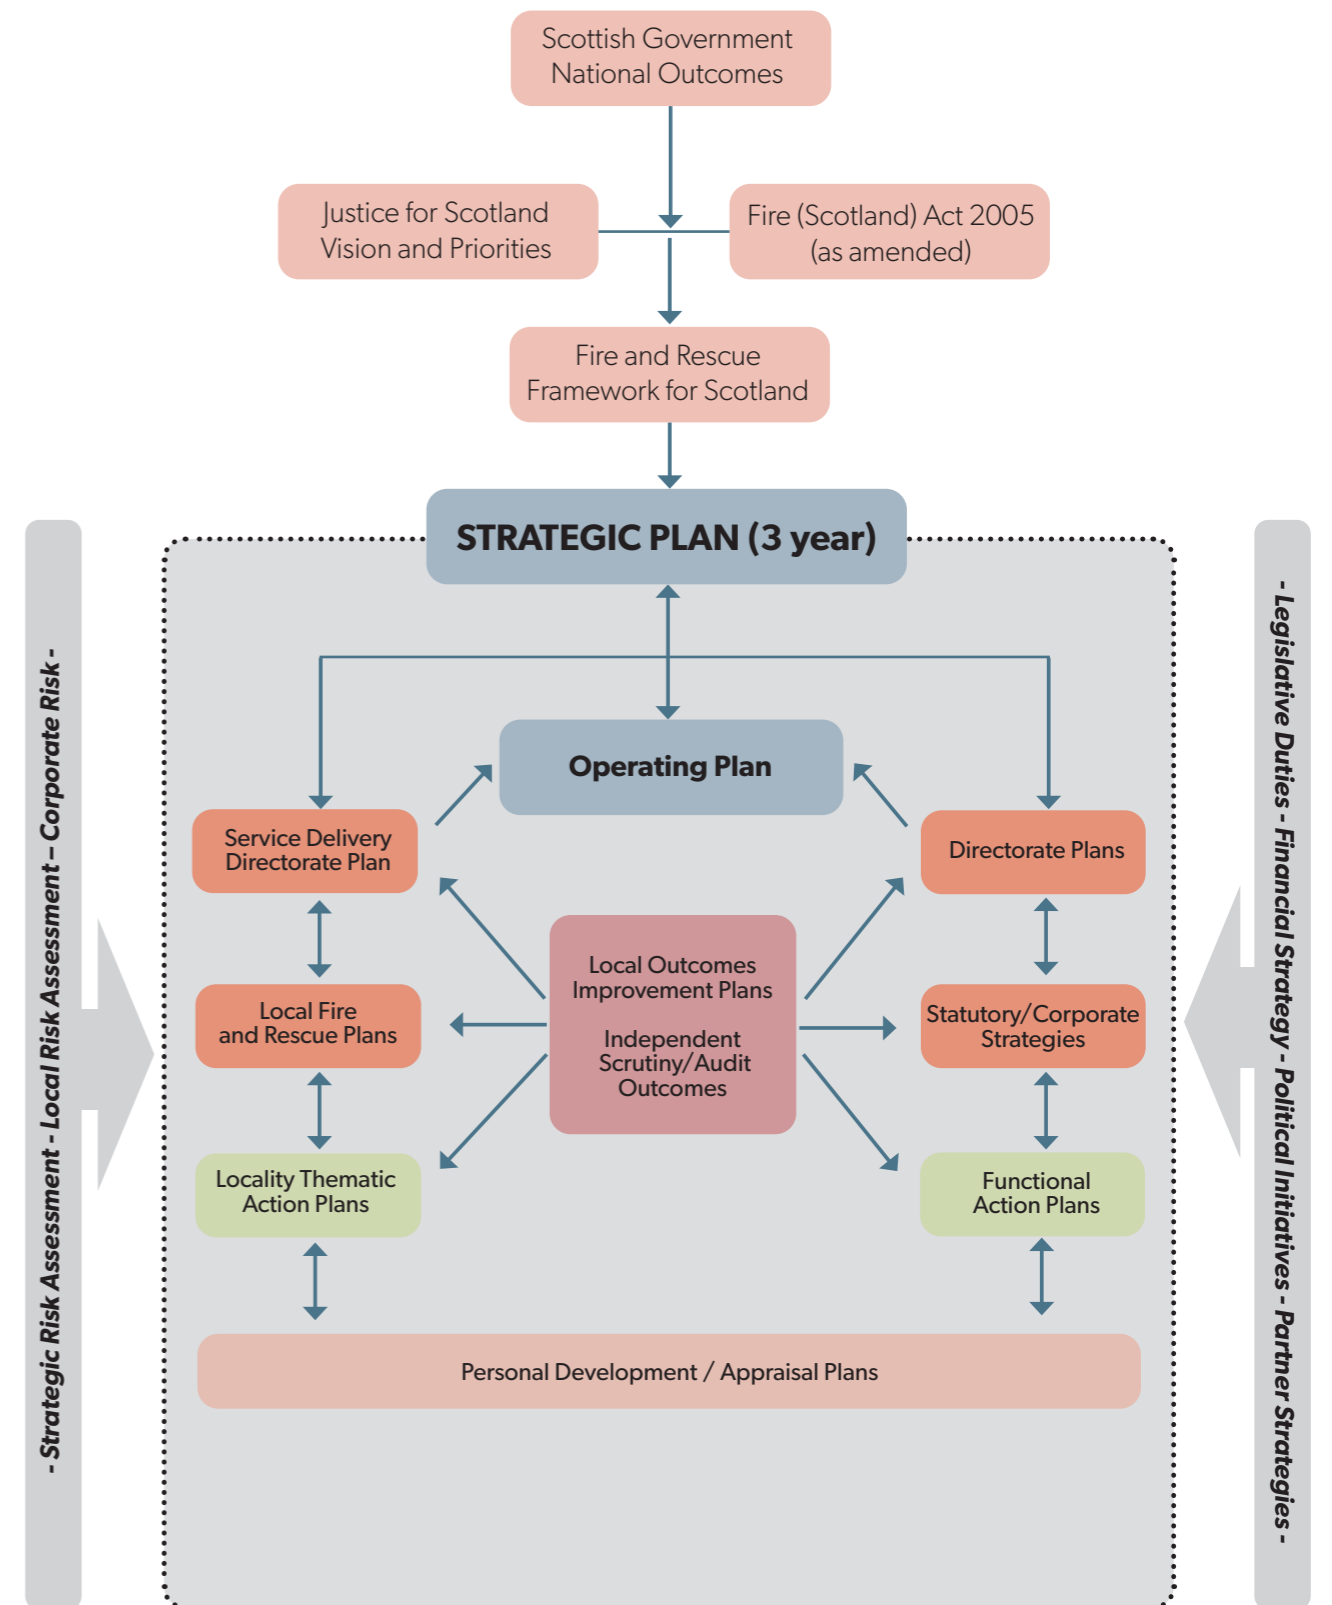 Scottish Government
National Outcomes
Justice for Scotland
Vision and Priorities
Fire (Scotland) Act 2005
(as amended)
Fire and Rescue
Framework for Scotland
STRATEGIC PLAN (3 year)
Operating Plan
Service Delivery
Directorate Plan
Directorate Plans
Local Outcomes
Improvement Plans
Independent
Scrutiny/Audit
Outcomes
Local Fire
and Rescue Plans
Statutory/Corporate
Strategies
Locality Thematic
Action Plans
Functional
Action Plans
Personal Development / Appraisal Plans
- Strategic Risk Assessment - Local Risk Assessment – Corporate Risk -
- Legislative Duties - Financial Strategy - Political Initiatives - Partner Strategies -